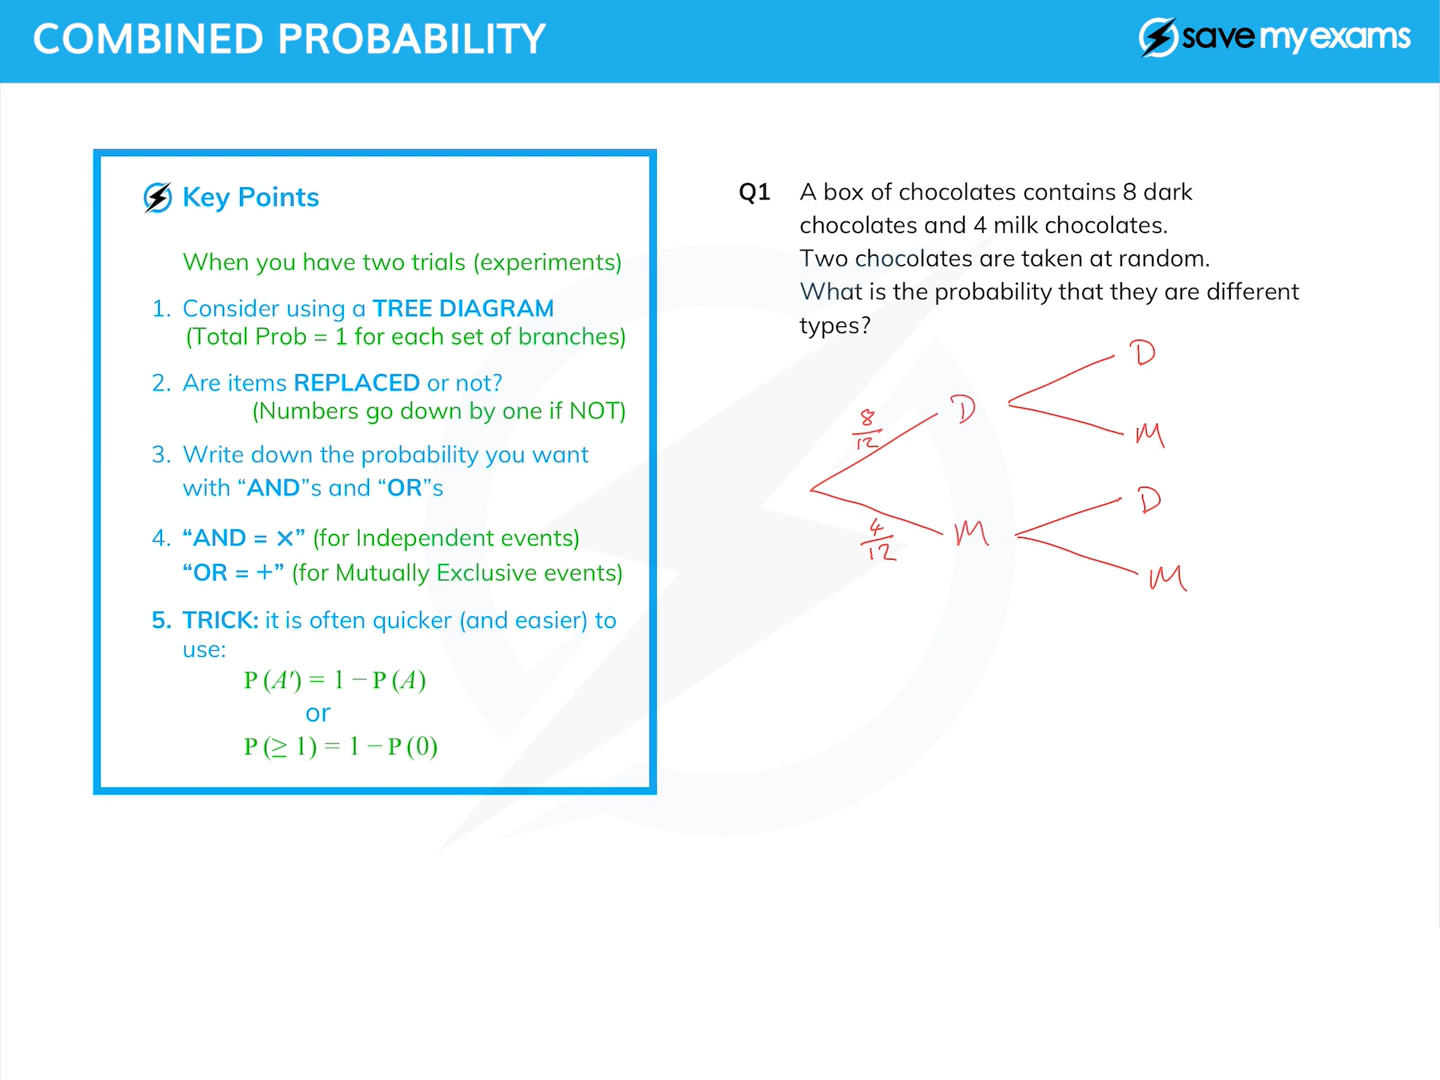 COMBINED PROBABILITY
save my exams
Key Points
When you have two trials (experiments)
1. Consider using a TREE DIAGRAM
(Total Prob = 1 for each set of branches)
2. Are items REPLACED or not?
(Numbers go down by one if NOT)
3. Write down the probability you want
with “AND”s and “OR”s
4. “AND = ×” (for Independent events)
“OR = +” (for Mutually Exclusive events)
5. TRICK: it is often quicker (and easier) to
use:
P (A′) = 1 − P (A)
or
P (≥ 1) = 1 − P (0)
Q1 A box of chocolates contains 8 dark
chocolates and 4 milk chocolates.
Two chocolates are taken at random.
What is the probability that they are different
types?
D
8/12 D
M
D
4/12 M
M